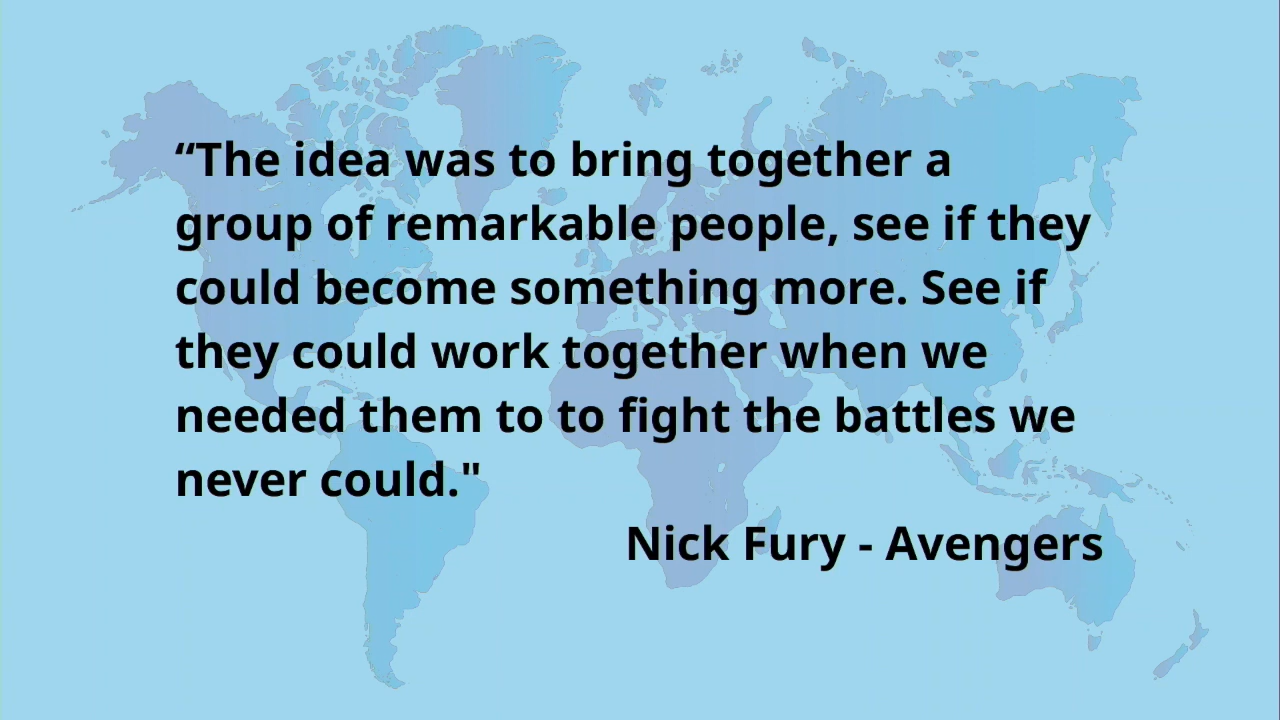 “The idea was to bring together a
group of remarkable people, see if they
could become something more. See if
they could work together when we
needed them to to fight the battles we
never could."
Nick Fury - Avengers